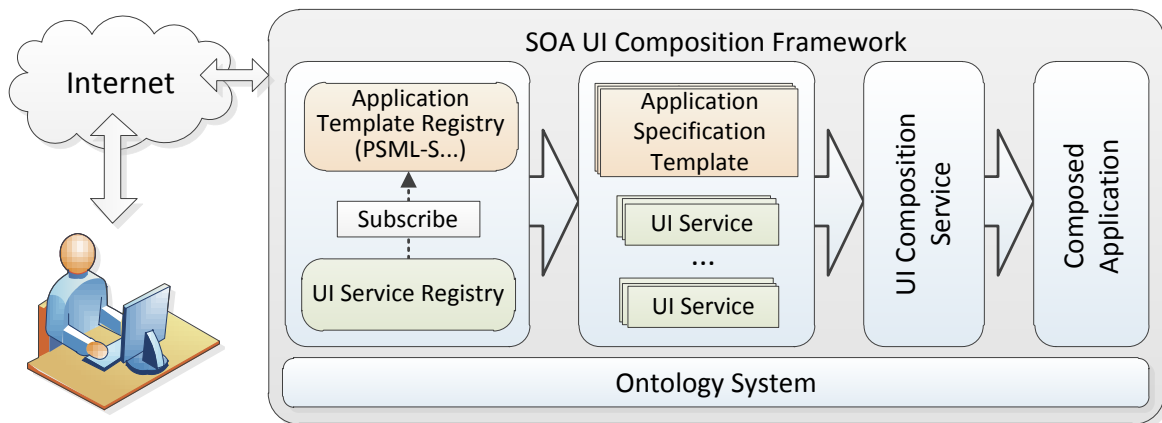 SOA UI Composition Framework
Internet
Application
Template Registry
(PSML-S...)
Subscribe
UI Service Registry
Application
Specification
Template
UI Service
...
UI Service
UI Composition
Service
Composed
Application
Ontology System